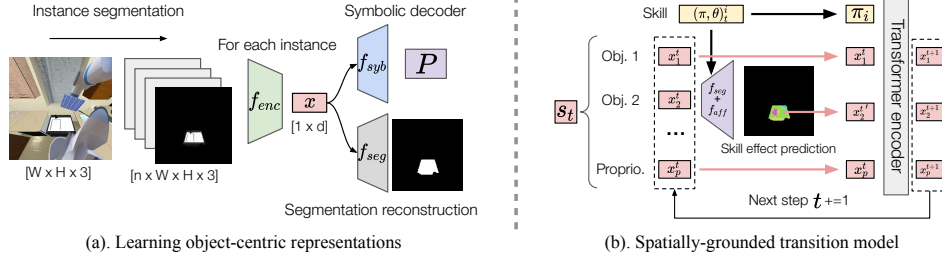 Instance segmentation
[W x H x 3]
[n x W x H x 3]
For each instance
f_enc
x
[1 x d]
Symbolic decoder
f_syb
P
f_seg
Segmentation reconstruction
(a). Learning object-centric representations
Skill
(π, θ)_t^i
π_i
s_t
Obj. 1
x_1^t
x_1^t
x_1^{t+1}
Obj. 2
x_2^t
f_seg
+
f_aff
x_2^{t'}
x_2^{t+1}
...
Skill effect prediction
Proprio.
x_p^t
x_p^t
x_p^{t+1}
Transformer encoder
Next step t +=1
(b). Spatially-grounded transition model